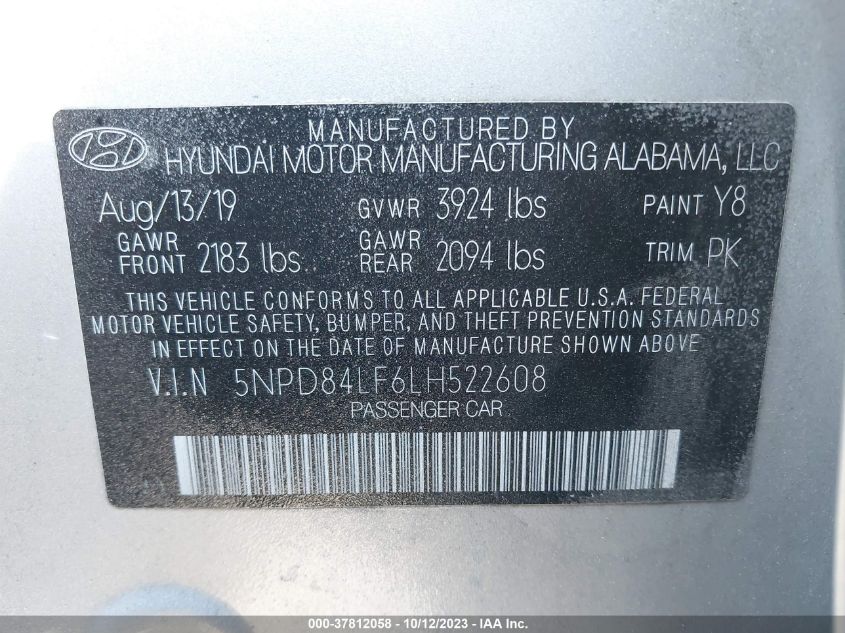 MANUFACTURED BY
HYUNDAI MOTOR MANUFACTURING ALABAMA, LLC
Aug/13/19 GVWR 3924 lbs PAINT Y8
GAWR FRONT 2183 lbs GAWR REAR 2094 lbs TRIM PK
THIS VEHICLE CONFORMS TO ALL APPLICABLE U.S.A. FEDERAL
MOTOR VEHICLE SAFETY, BUMPER, AND THEFT PREVENTION STANDARDS
IN EFFECT ON THE DATE OF MANUFACTURE SHOWN ABOVE
V.I.N 5NPD84LF6LH522608
PASSENGER CAR
000-37812058 - 10/12/2023 - IAA Inc.